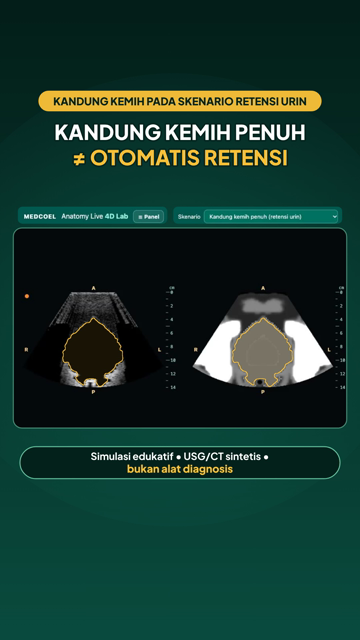 KANDUNG KEMIH PADA SKENARIO RETENSI URIN
KANDUNG KEMIH PENUH
≠ OTOMATIS RETENSI
MEDCOEL Anatomy Live 4D Lab ≡ Panel Skenario Kandung kemih penuh (retensi urin)
A cm A cm
0 0
2 2
4 4
6 6
R L R L
8 8
10 10
12 12
P 14 P 14
Simulasi edukatif • USG/CT sintetis •
bukan alat diagnosis